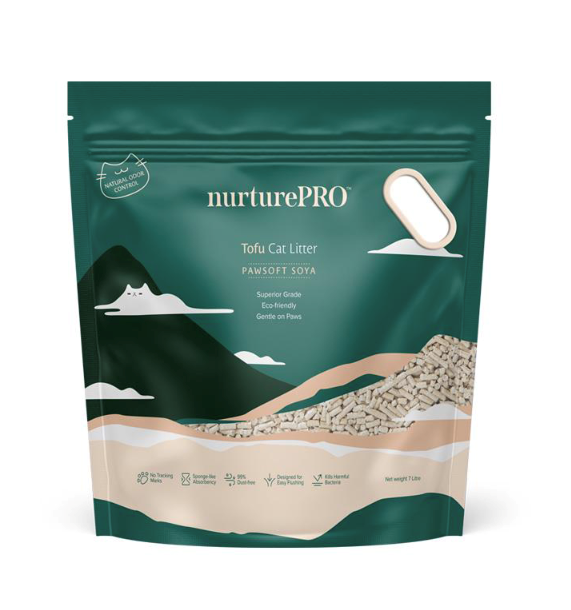 NATURAL ODOR
CONTROL
nurturePRO™
Tofu Cat Litter
PAWSOFT SOYA
Superior Grade
Eco-friendly
Gentle on Paws
No Tracking
Marks
Sponge-like
Absorbency
99%
Dust-free
Designed for
Easy Flushing
Kills Harmful
Bacteria
Net weight 7 Litre